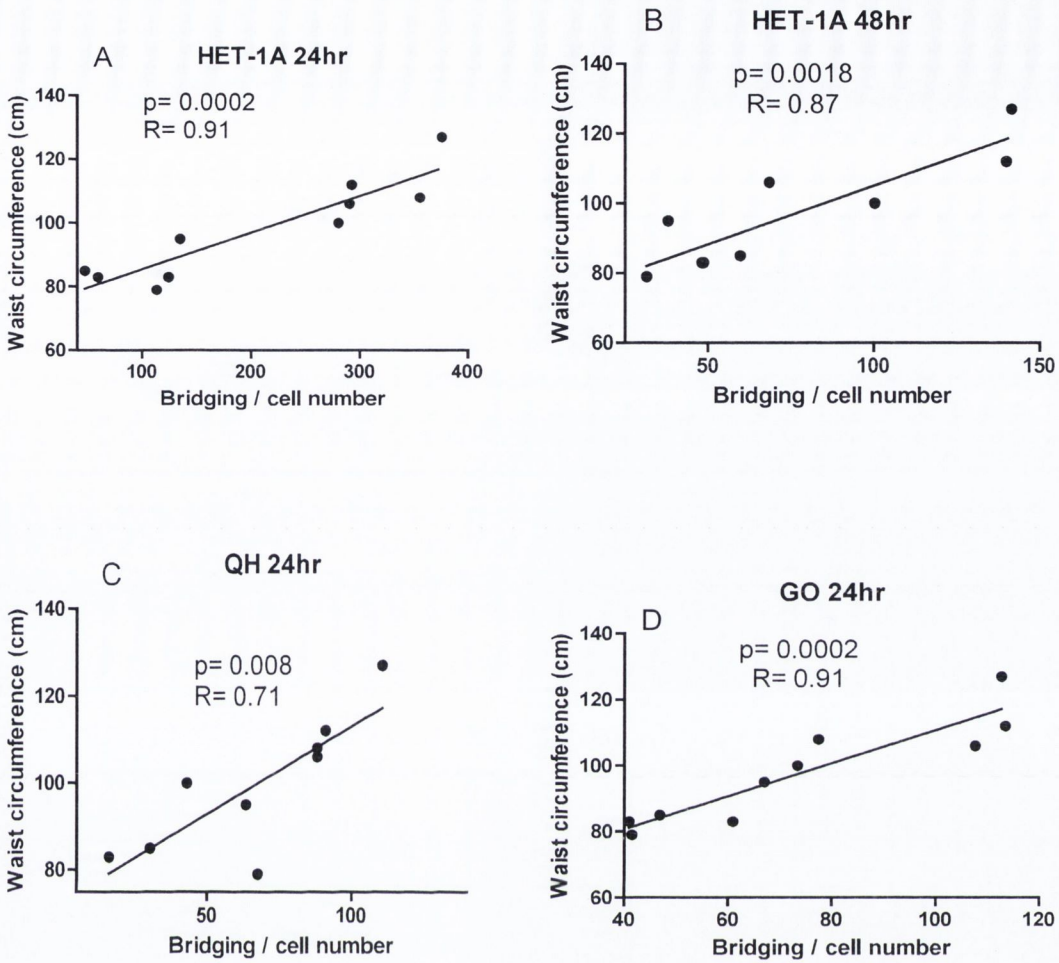 A
HET-1A 24hr
p= 0.0002
R= 0.91
Waist circumference (cm)
140
120
100
80
60
100
200
300
400
Bridging / cell number
B
HET-1A 48hr
p= 0.0018
R= 0.87
Waist circumference (cm)
140
120
100
80
60
50
100
150
Bridging / cell number
C
QH 24hr
p= 0.008
R= 0.71
Waist circumference (cm)
140
120
100
80
50
100
Bridging / cell number
D
GO 24hr
p= 0.0002
R= 0.91
Waist circumference (cm)
140
120
100
80
60
40
60
80
100
120
Bridging / cell number